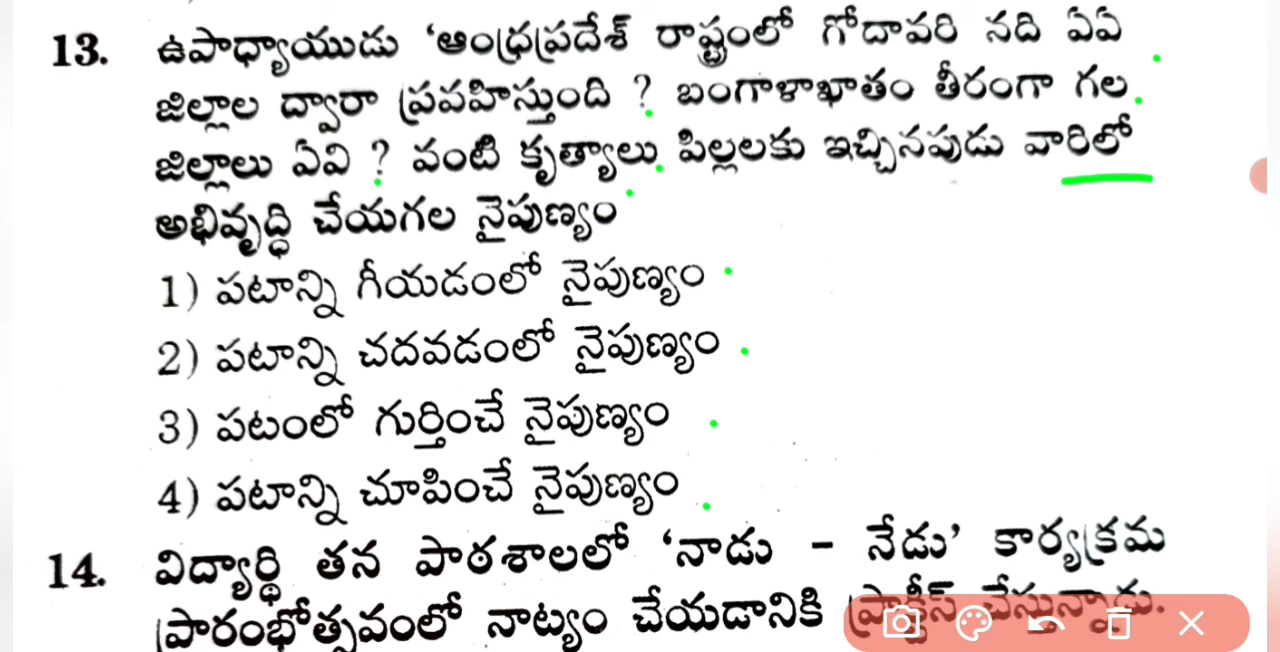 13. ఉపాధ్యాయుడు ‘ఆంధ్రప్రదేశ్ రాష్ట్రంలో గోదావరి నది ఏఏ
జిల్లాల ద్వారా ప్రవహిస్తుంది ? బంగాళాఖాతం తీరంగా గల
జిల్లాలు ఏవి ? వంటి కృత్యాలు పిల్లలకు ఇచ్చినపుడు వారిలో
అభివృద్ధి చేయగల నైపుణ్యం
1) పటాన్ని గీయడంలో నైపుణ్యం
2) పటాన్ని చదవడంలో నైపుణ్యం
3) పటంలో గుర్తించే నైపుణ్యం
4) పటాన్ని చూపించే నైపుణ్యం
14. విద్యార్థి తన పాఠశాలలో ‘నాడు – నేడు’ కార్యక్రమ
ప్రారంభోత్సవంలో నాట్యం చేయడానికి ప్రాక్టీస్ చేస్తున్నాడు.